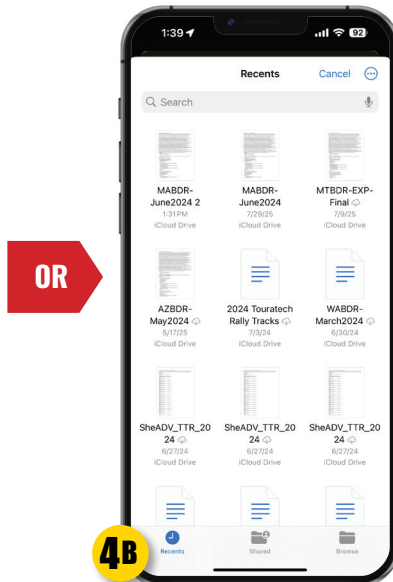 1:39
92
Recents
Cancel
Search
MABDR-
June2024 2
1:31 PM
iCloud Drive
MABDR-
June2024
7/29/25
iCloud Drive
MTBDR-EXP-
Final
7/9/25
iCloud Drive
OR
AZBDR-
May2024
5/17/25
iCloud Drive
2024 Touratech
Rally Tracks
7/3/24
iCloud Drive
WABDR-
March2024
6/30/24
iCloud Drive
SheADV_TTR_20
24
6/27/24
iCloud Drive
SheADV_TTR_20
24
6/27/24
iCloud Drive
SheADV_TTR_20
24
6/27/24
iCloud Drive
4B
Recents
Shared
Browse